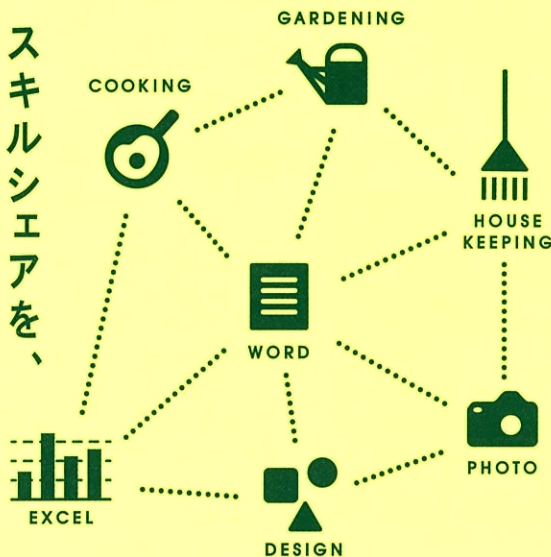 スキルシェアを、
GARDENING
COOKING
HOUSE
KEEPING
WORD
PHOTO
EXCEL
DESIGN